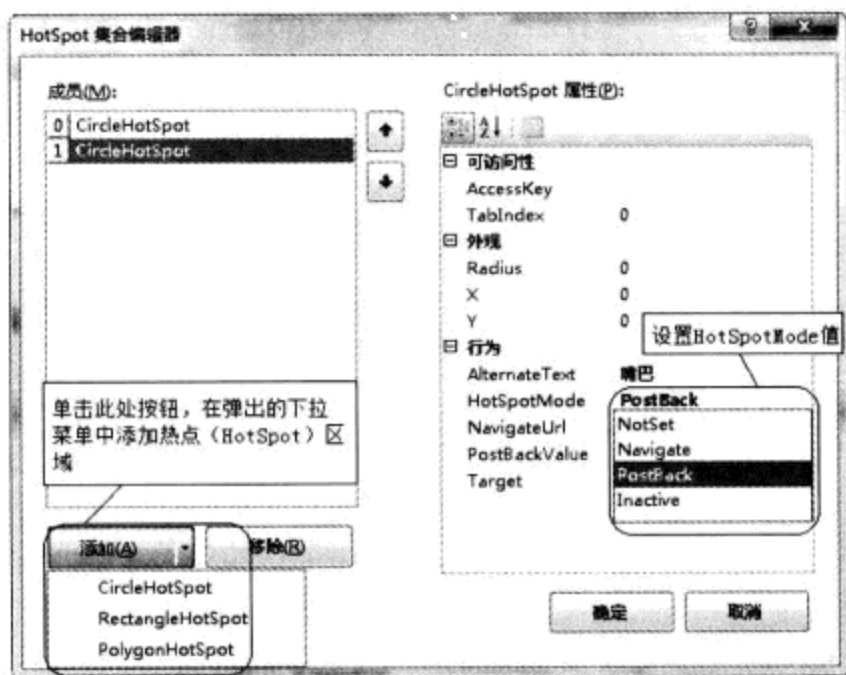 HotSpot 集合编辑器
成员(M):
0 CircleHotSpot
1 CircleHotSpot
单击此处按钮，在弹出的下拉
菜单中添加热点（HotSpot）区
域
添加(A)
移除(R)
CircleHotSpot
RectangleHotSpot
PolygonHotSpot
CircleHotSpot 属性(P):
可访问性
AccessKey
TabIndex 0
外观
Radius 0
X 0
Y 0
设置HotSpotMode值
行为
AlternateText 嘴巴
HotSpotMode PostBack
NavigateUrl
PostBackValue
Target
NotSet
Navigate
PostBack
Inactive
确定
取消